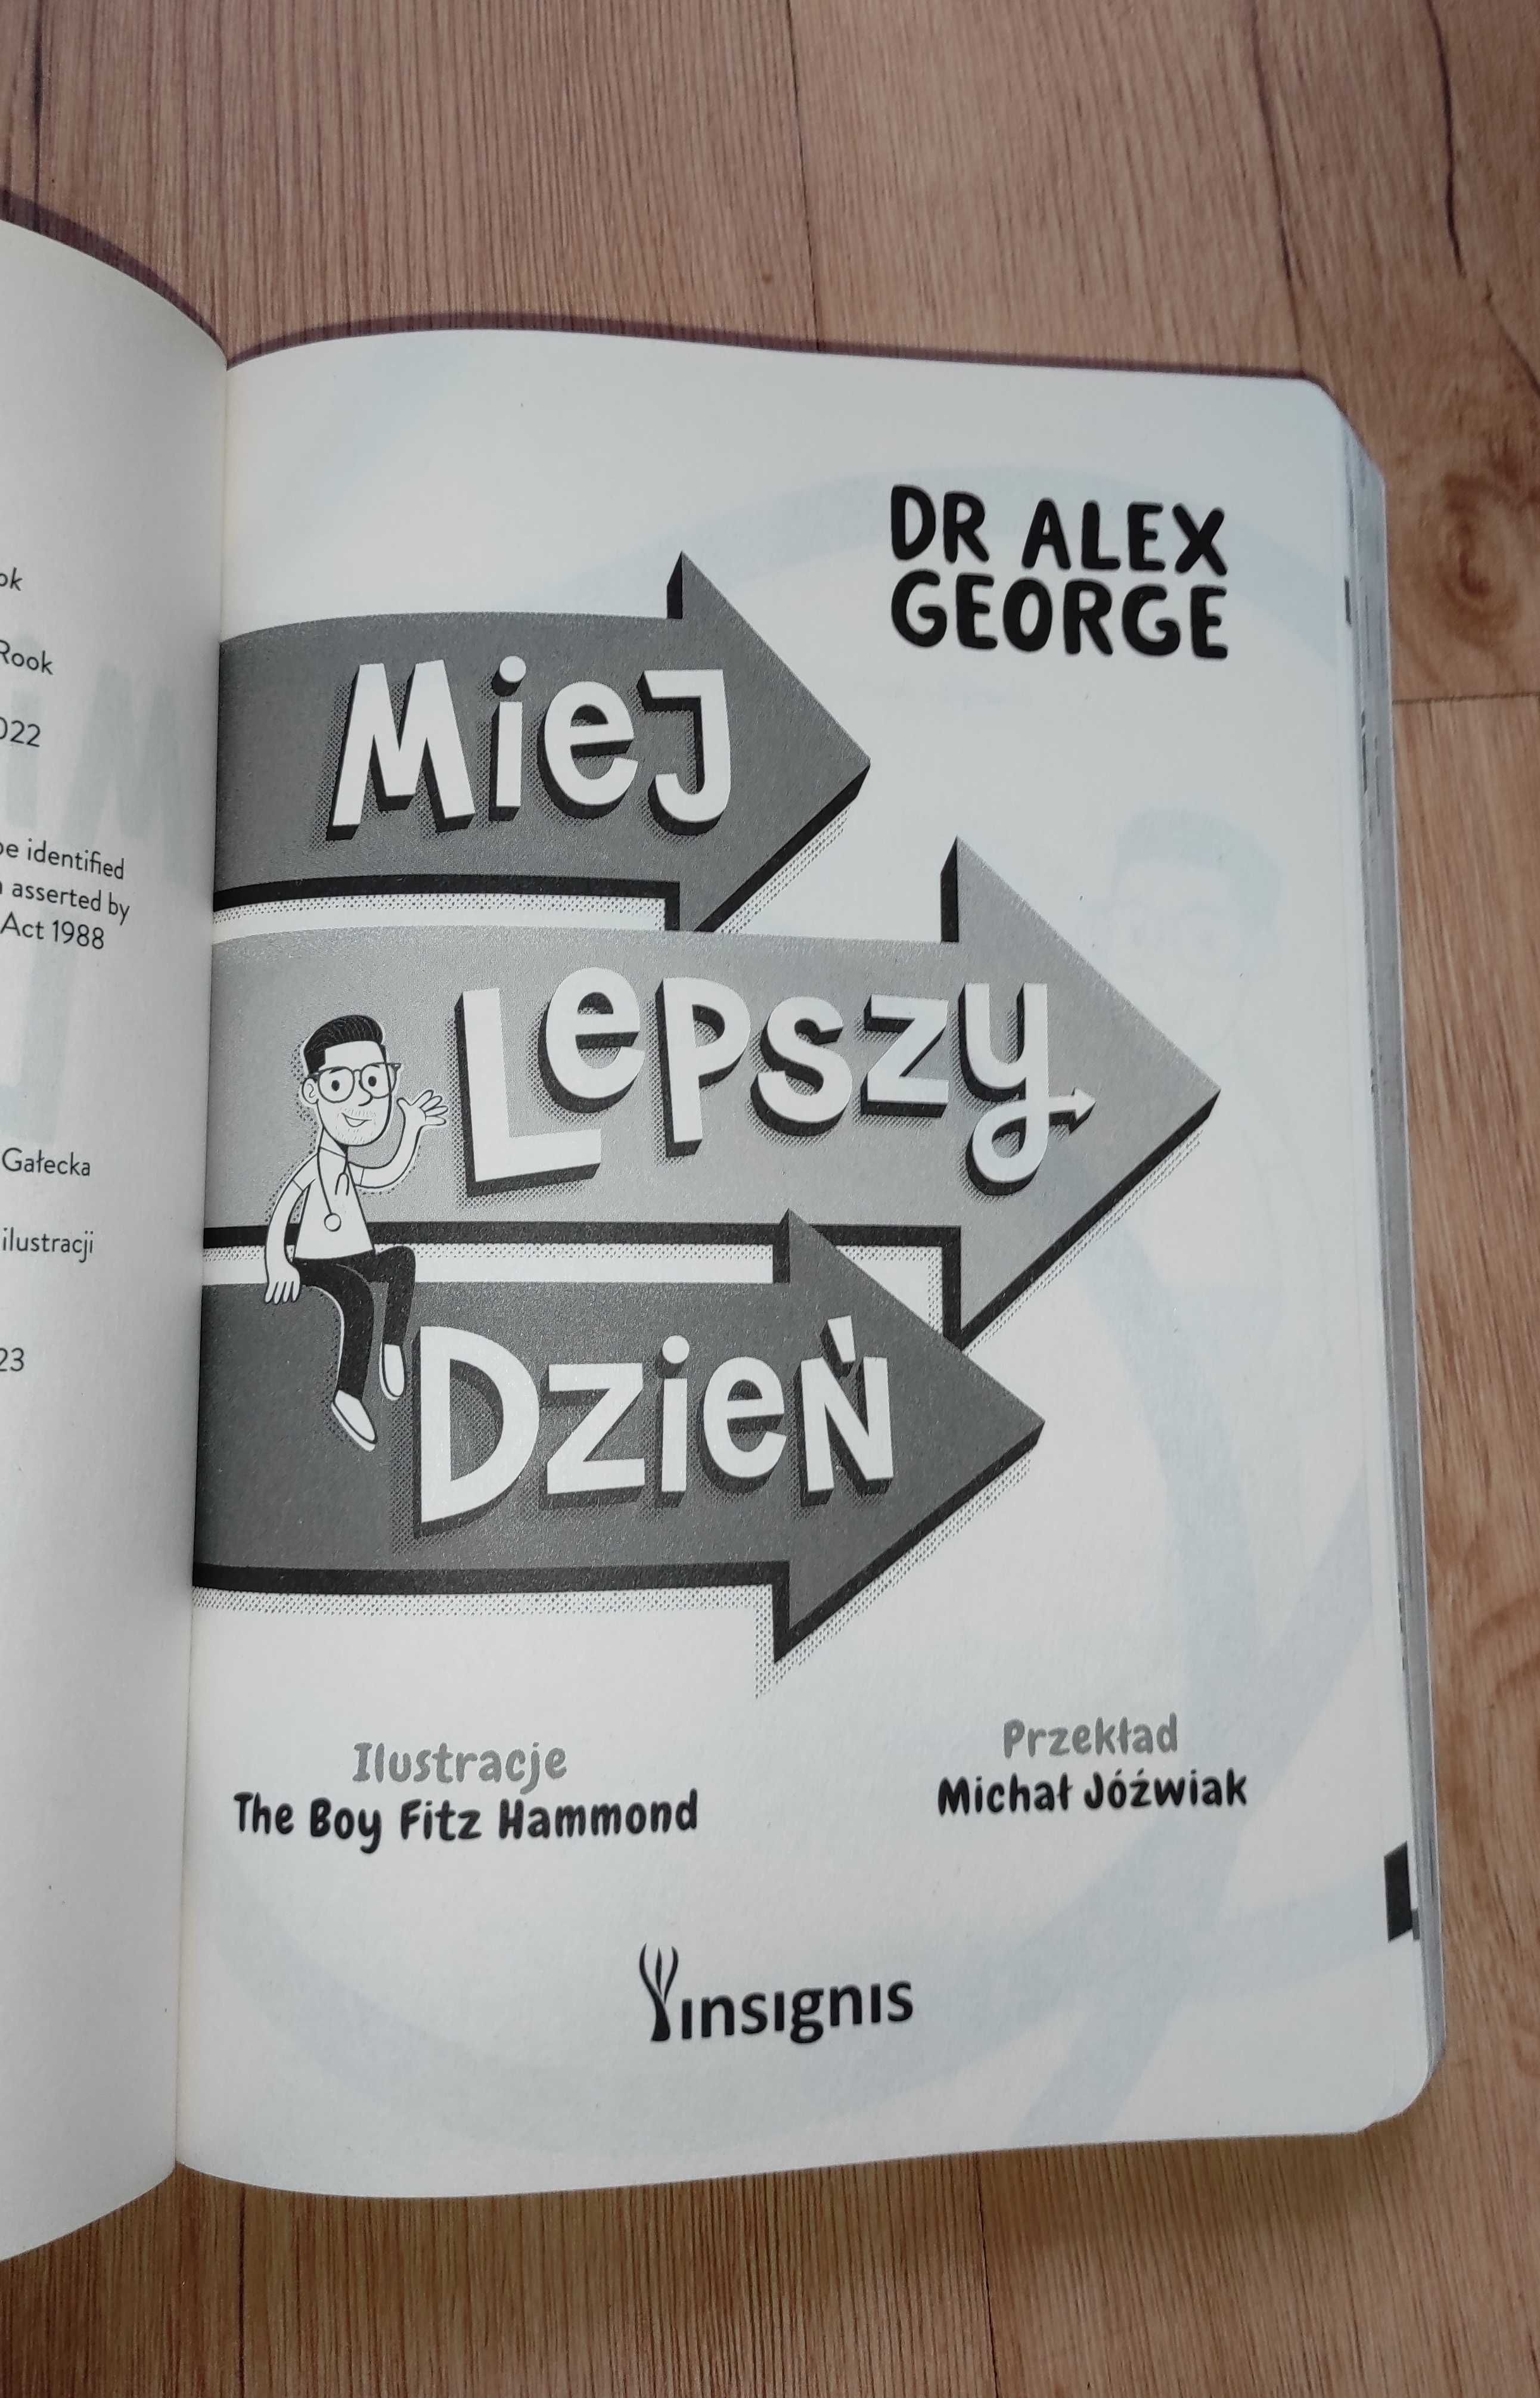 Rook
022
be identified
asserted by
Act 1988
Gałecka
ilustracji
23
DR ALEX
GEORGE
Miej
Lepszy
Dzień
Ilustracje
The Boy Fitz Hammond
Przekład
Michał Jóźwiak
insignis